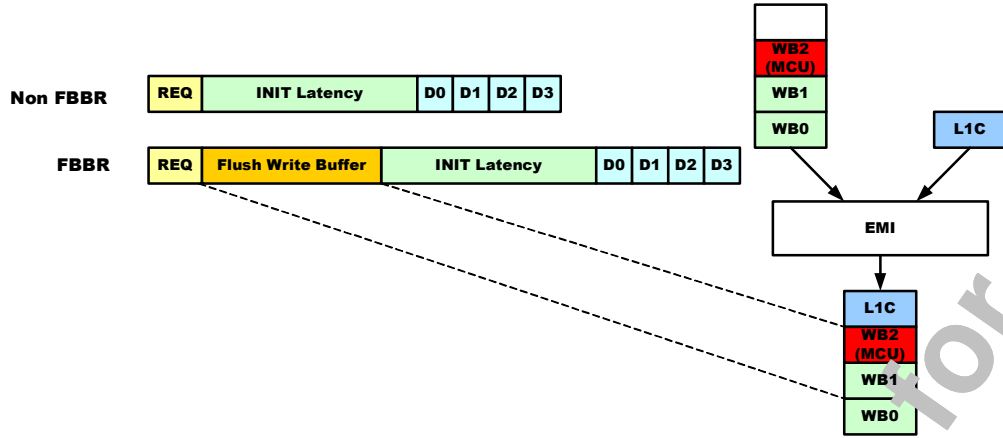 Non FBBR
REQ
INIT Latency
D0
D1
D2
D3
FBBR
REQ
Flush Write Buffer
INIT Latency
D0
D1
D2
D3
WB2
(MCU)
WB1
WB0
L1C
EMI
L1C
WB2
(MCU)
WB1
WB0
for